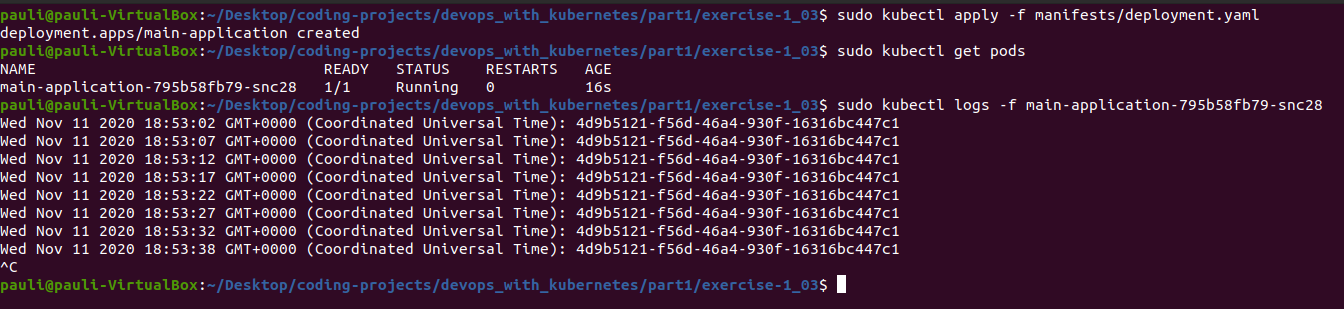 pauli@pauli-VirtualBox:~/Desktop/coding-projects/devops_with_kubernetes/part1/exercise-1_03$ sudo kubectl apply -f manifests/deployment.yaml
deployment.apps/main-application created
pauli@pauli-VirtualBox:~/Desktop/coding-projects/devops_with_kubernetes/part1/exercise-1_03$ sudo kubectl get pods
NAME                                READY   STATUS    RESTARTS   AGE
main-application-795b58fb79-snc28   1/1     Running   0          16s
pauli@pauli-VirtualBox:~/Desktop/coding-projects/devops_with_kubernetes/part1/exercise-1_03$ sudo kubectl logs -f main-application-795b58fb79-snc28
Wed Nov 11 2020 18:53:02 GMT+0000 (Coordinated Universal Time): 4d9b5121-f56d-46a4-930f-16316bc447c1
Wed Nov 11 2020 18:53:07 GMT+0000 (Coordinated Universal Time): 4d9b5121-f56d-46a4-930f-16316bc447c1
Wed Nov 11 2020 18:53:12 GMT+0000 (Coordinated Universal Time): 4d9b5121-f56d-46a4-930f-16316bc447c1
Wed Nov 11 2020 18:53:17 GMT+0000 (Coordinated Universal Time): 4d9b5121-f56d-46a4-930f-16316bc447c1
Wed Nov 11 2020 18:53:22 GMT+0000 (Coordinated Universal Time): 4d9b5121-f56d-46a4-930f-16316bc447c1
Wed Nov 11 2020 18:53:27 GMT+0000 (Coordinated Universal Time): 4d9b5121-f56d-46a4-930f-16316bc447c1
Wed Nov 11 2020 18:53:32 GMT+0000 (Coordinated Universal Time): 4d9b5121-f56d-46a4-930f-16316bc447c1
Wed Nov 11 2020 18:53:38 GMT+0000 (Coordinated Universal Time): 4d9b5121-f56d-46a4-930f-16316bc447c1
^C
pauli@pauli-VirtualBox:~/Desktop/coding-projects/devops_with_kubernetes/part1/exercise-1_03$